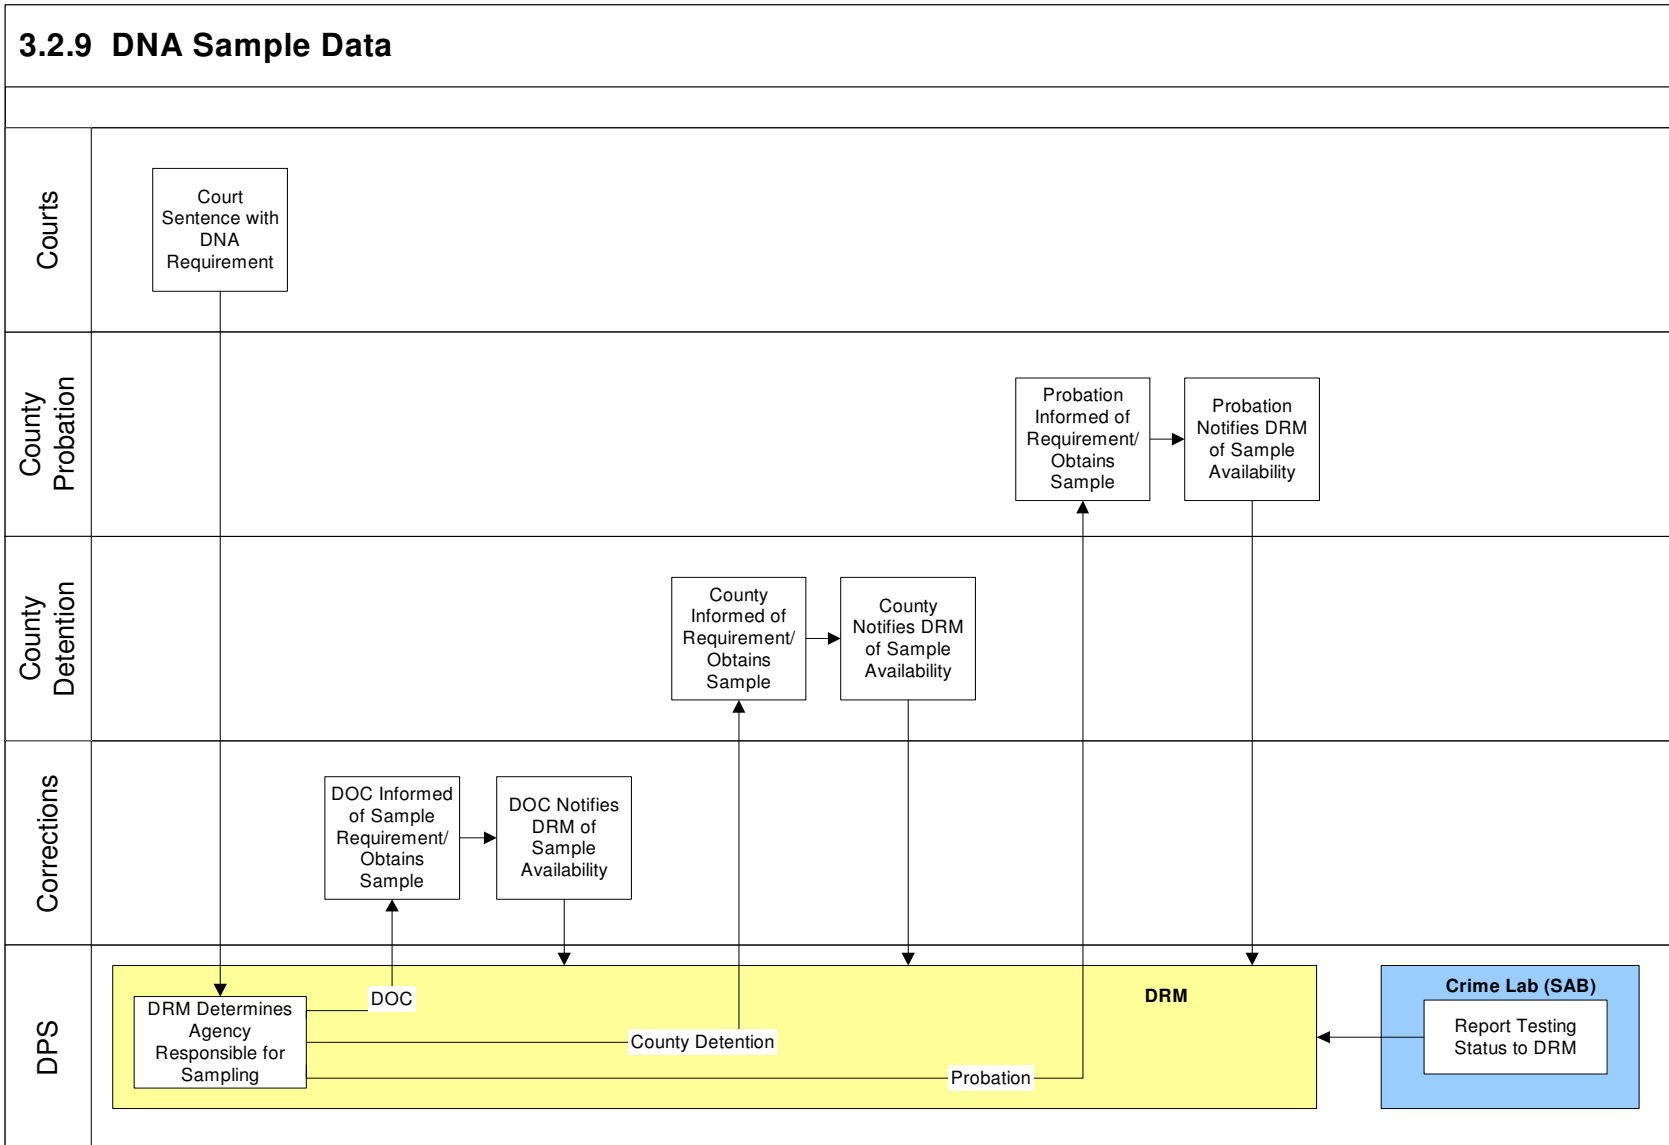 3.2.9 DNA Sample Data
Courts
Court
Sentence with
DNA
Requirement
County
Probation
Probation
Informed of
Requirement/
Obtains
Sample
Probation
Notifies DRM
of Sample
Availability
County
Detention
County
Informed of
Requirement/
Obtains
Sample
County
Notifies DRM
of Sample
Availability
Corrections
DOC Informed
of Sample
Requirement/
Obtains
Sample
DOC Notifies
DRM of
Sample
Availability
DPS
DRM Determines
Agency
Responsible for
Sampling
DOC
County Detention
Probation
DRM
Crime Lab (SAB)
Report Testing
Status to DRM